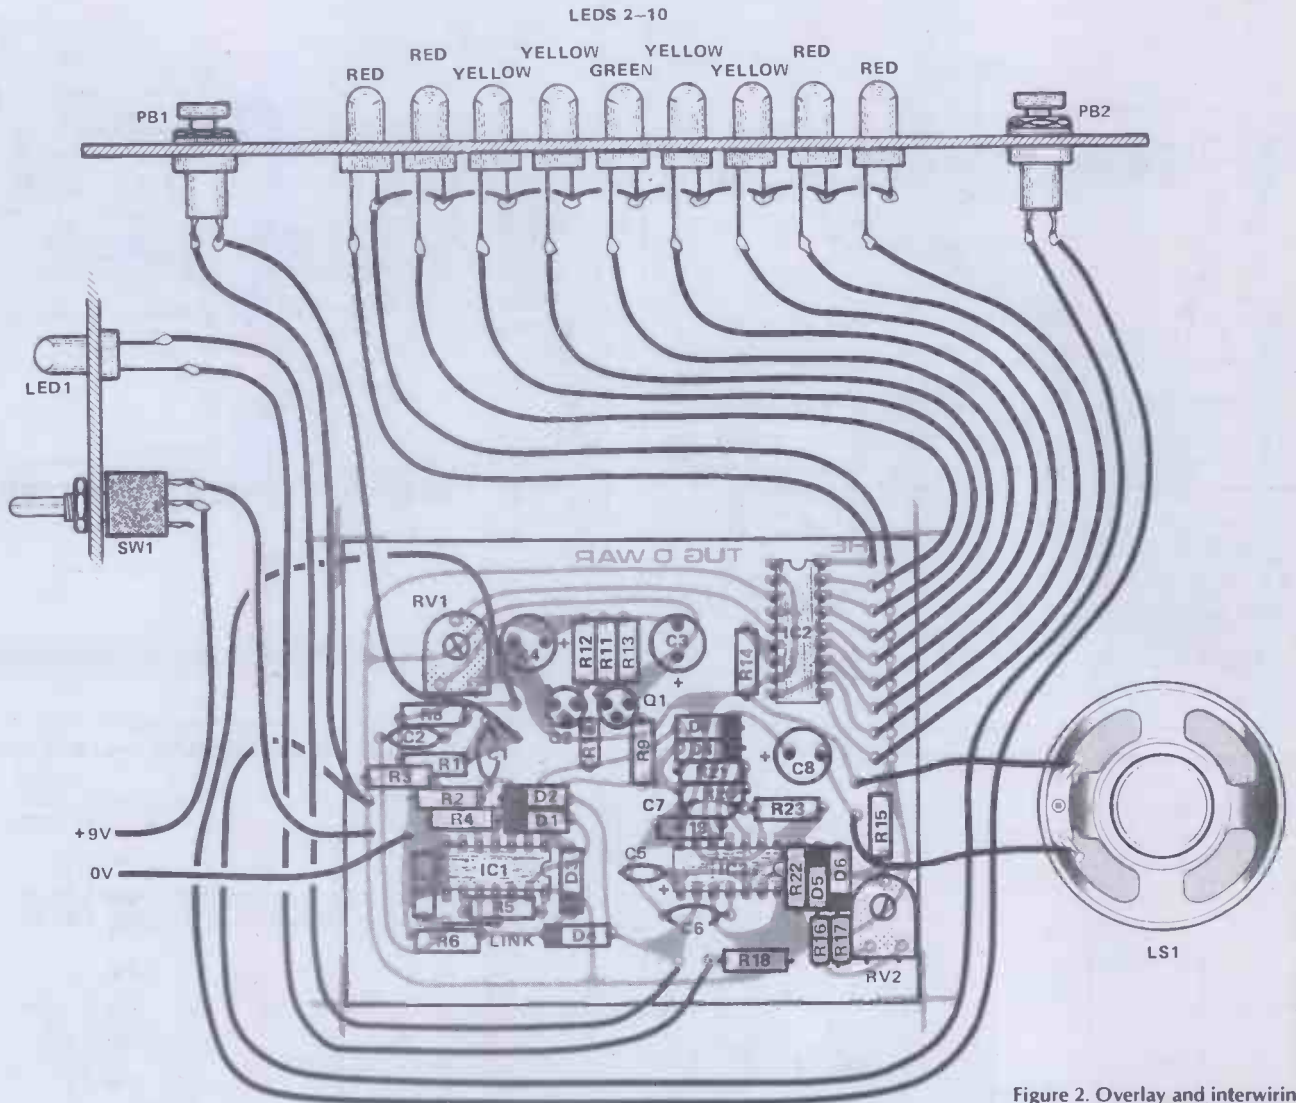 LEDS 2–10
RED
RED
YELLOW
YELLOW
GREEN
YELLOW
YELLOW
RED
RED
PB1
PB2
LED1
SW1
TUG O WAR
HE
RV1
R12
R11
R13
C3
+
+
R14
IC2
Q1
C2
R1
R9
R3
R2
R4
D2
D1
+
C8
C7
R23
R15
+9V
0V
IC1
D3
C5
+
R22
D5
D6
R5
R6
LINK
D4
C6
R18
R16
R17
RV2
LS1
Figure 2. Overlay and interwirin